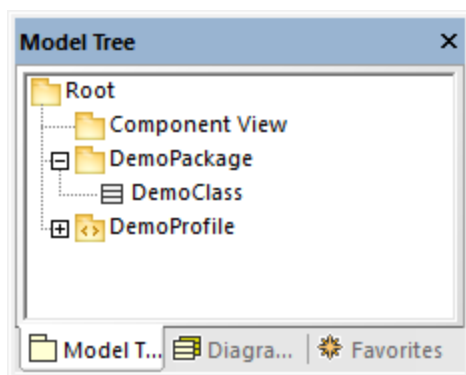 Model Tree
Root
Component View
DemoPackage
DemoClass
DemoProfile
Model T... Diagra... Favorites